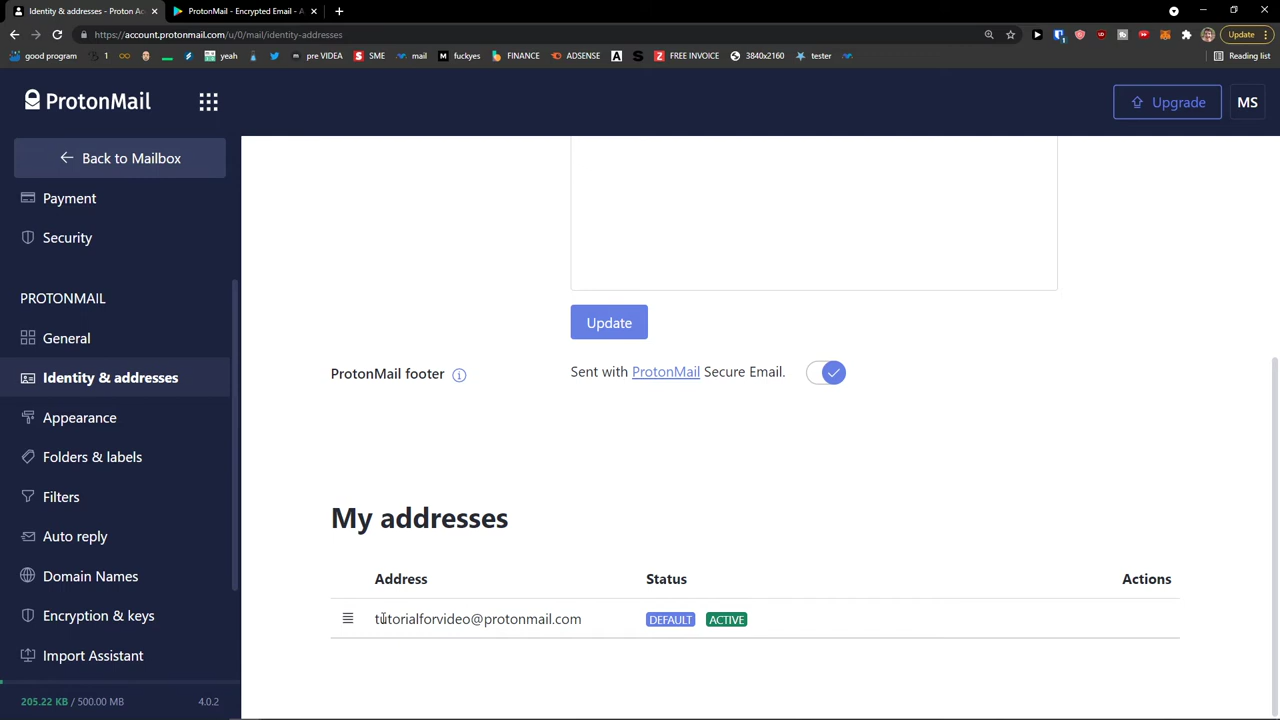 Identity & addresses - Proton Ac
ProtonMail - Encrypted Email - A
https://account.protonmail.com/u/0/mail/identity-addresses
Update
good program
1
yeah
pre VIDEA
SME
mail
fuckyes
FINANCE
ADSENSE
FREE INVOICE
3840x2160
tester
Reading list
ProtonMail
Upgrade
MS
Back to Mailbox
Payment
Security
PROTONMAIL
General
Identity & addresses
Appearance
Folders & labels
Filters
Auto reply
Domain Names
Encryption & keys
Import Assistant
205.22 KB / 500.00 MB
4.0.2
Update
ProtonMail footer
Sent with ProtonMail Secure Email.
My addresses
Address Status Actions
tutorialforvideo@protonmail.com DEFAULT ACTIVE